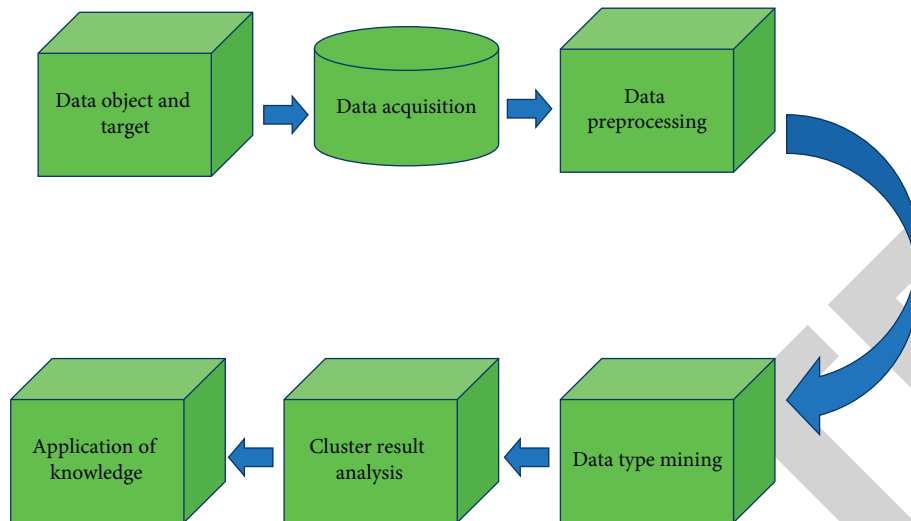 Data object and
target
Data acquisition
Data
preprocessing
Application of
knowledge
Cluster result
analysis
Data type mining